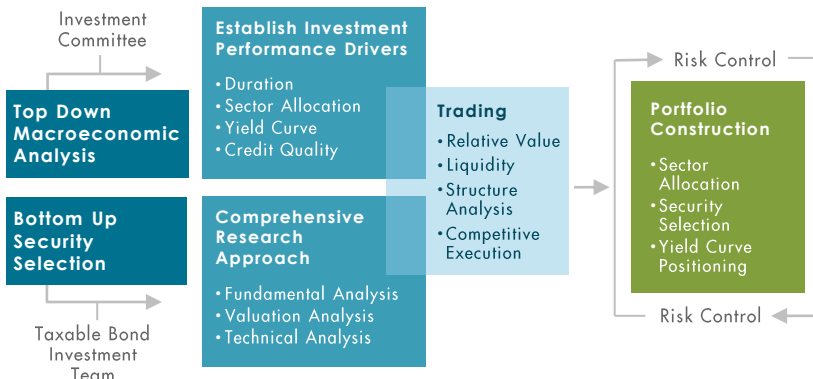 Investment
Committee
Top Down
Macroeconomic
Analysis
Bottom Up
Security
Selection
Taxable Bond
Investment
Team
Establish Investment
Performance Drivers
• Duration
• Sector Allocation
• Yield Curve
• Credit Quality
Comprehensive
Research
Approach
• Fundamental Analysis
• Valuation Analysis
• Technical Analysis
Trading
• Relative Value
• Liquidity
• Structure
Analysis
• Competitive
Execution
Risk Control
Portfolio
Construction
• Sector
Allocation
• Security
Selection
• Yield Curve
Positioning
Risk Control